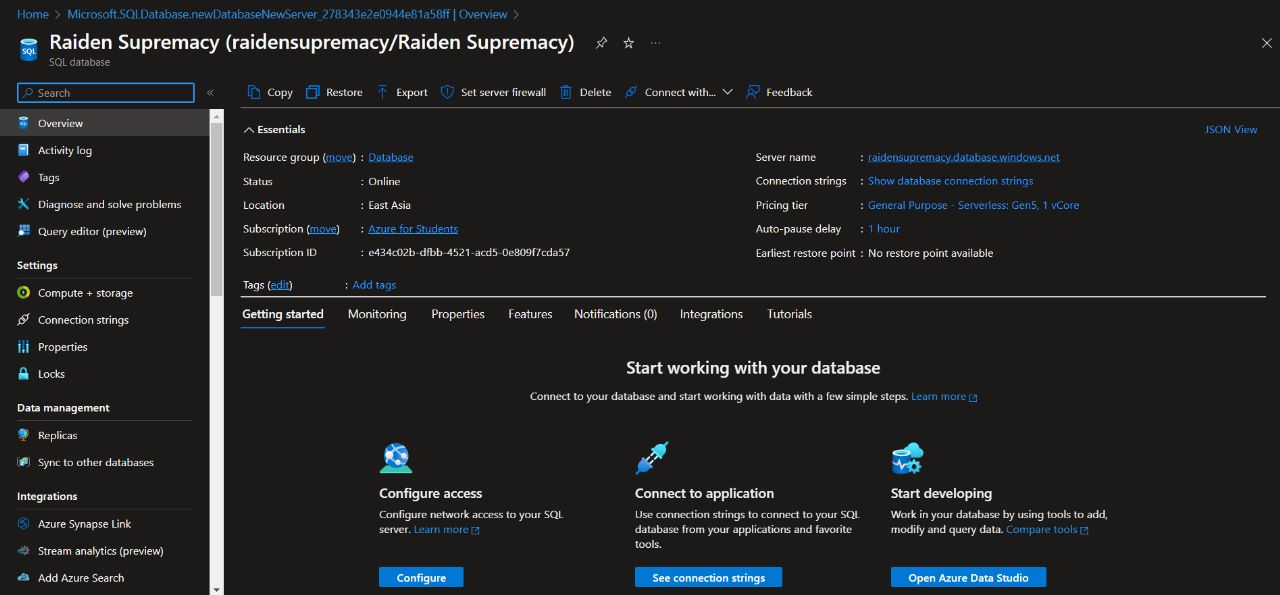 Home > Microsoft.SQLDatabase.newDatabaseNewServer_278343e2e0944e81a58ff | Overview >
Raiden Supremacy (raidensupremacy/Raiden Supremacy)
SQL database
Search
Copy
Restore
Export
Set server firewall
Delete
Connect with...
Feedback
Overview
Activity log
Tags
Diagnose and solve problems
Query editor (preview)
Settings
Compute + storage
Connection strings
Properties
Locks
Data management
Replicas
Sync to other databases
Integrations
Azure Synapse Link
Stream analytics (preview)
Add Azure Search
Essentials
JSON View
Resource group (move) : Database
Status : Online
Location : East Asia
Subscription (move) : Azure for Students
Subscription ID : e434c02b-dfbb-4521-acd5-0e809f7cda57
Server name : raidensupremacy.database.windows.net
Connection strings : Show database connection strings
Pricing tier : General Purpose - Serverless: Gen5, 1 vCore
Auto-pause delay : 1 hour
Earliest restore point : No restore point available
Tags (edit) : Add tags
Getting started
Monitoring
Properties
Features
Notifications (0)
Integrations
Tutorials
Start working with your database
Connect to your database and start working with data with a few simple steps. Learn more
Configure access
Configure network access to your SQL
server. Learn more
Configure
Connect to application
Use connection strings to connect to your SQL
database from your applications and favorite
tools.
See connection strings
Start developing
Work in your database by using tools to add,
modify and query data. Compare tools
Open Azure Data Studio